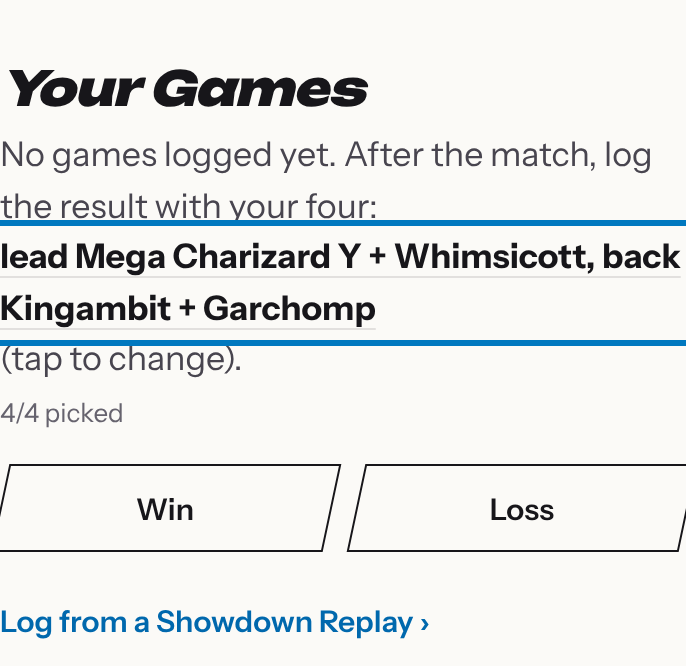 Your Games
No games logged yet. After the match, log
the result with your four:
lead Mega Charizard Y + Whimsicott, back
Kingambit + Garchomp
(tap to change).
4/4 picked
Win
Loss
Log from a Showdown Replay ›